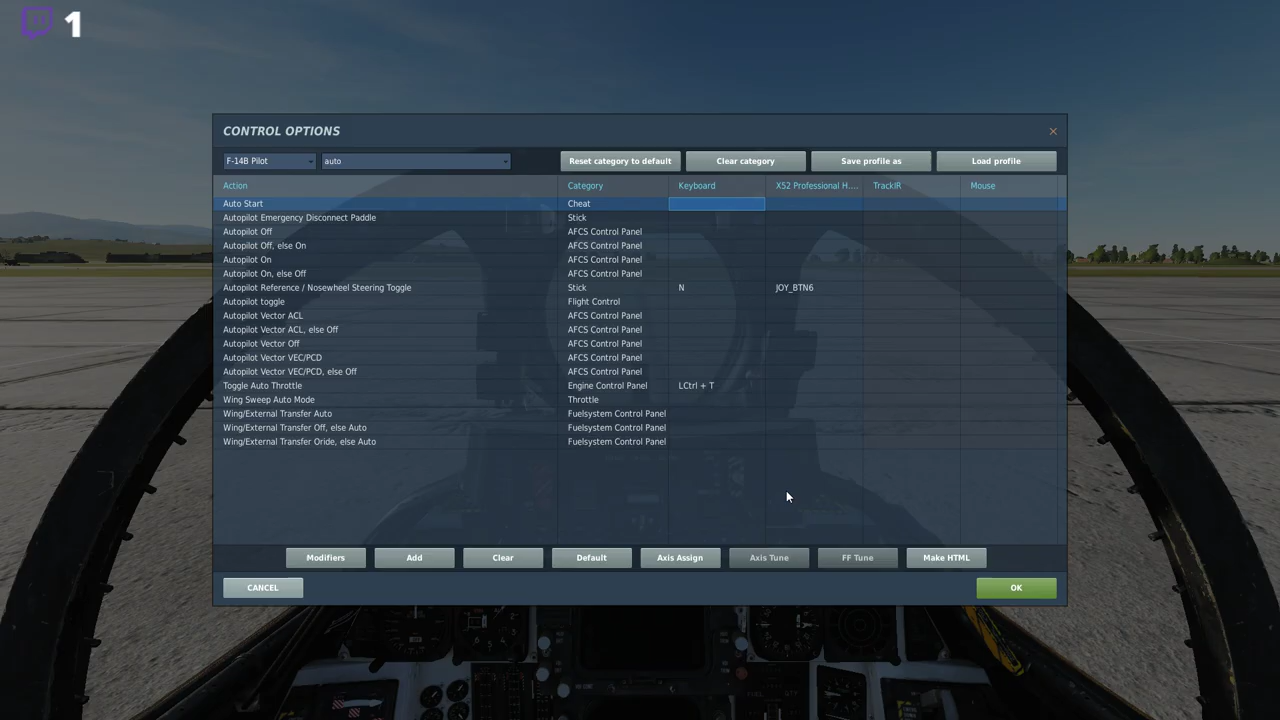 1
CONTROL OPTIONS ×
F-14B Pilot auto Reset category to default Clear category Save profile as Load profile
Action Category Keyboard X52 Professional H.... TrackIR Mouse
Auto Start Cheat
Autopilot Emergency Disconnect Paddle Stick
Autopilot Off AFCS Control Panel
Autopilot Off, else On AFCS Control Panel
Autopilot On AFCS Control Panel
Autopilot On, else Off AFCS Control Panel
Autopilot Reference / Nosewheel Steering Toggle Stick N JOY_BTN6
Autopilot toggle Flight Control
Autopilot Vector ACL AFCS Control Panel
Autopilot Vector ACL, else Off AFCS Control Panel
Autopilot Vector Off AFCS Control Panel
Autopilot Vector VEC/PCD AFCS Control Panel
Autopilot Vector VEC/PCD, else Off AFCS Control Panel
Toggle Auto Throttle Engine Control Panel LCtrl + T
Wing Sweep Auto Mode Throttle
Wing/External Transfer Auto Fuelsystem Control Panel
Wing/External Transfer Off, else Auto Fuelsystem Control Panel
Wing/External Transfer Oride, else Auto Fuelsystem Control Panel
Modifiers Add Clear Default Axis Assign Axis Tune FF Tune Make HTML
CANCEL OK